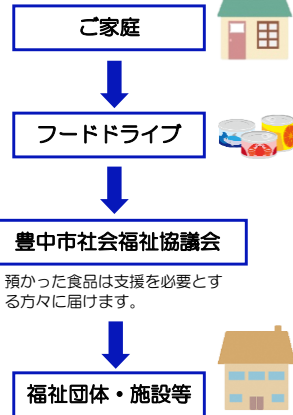 ご家庭
フードドライブ
豊中市社会福祉協議会
預かった食品は支援を必要とす
る方々に届けます。
福祉団体・施設等